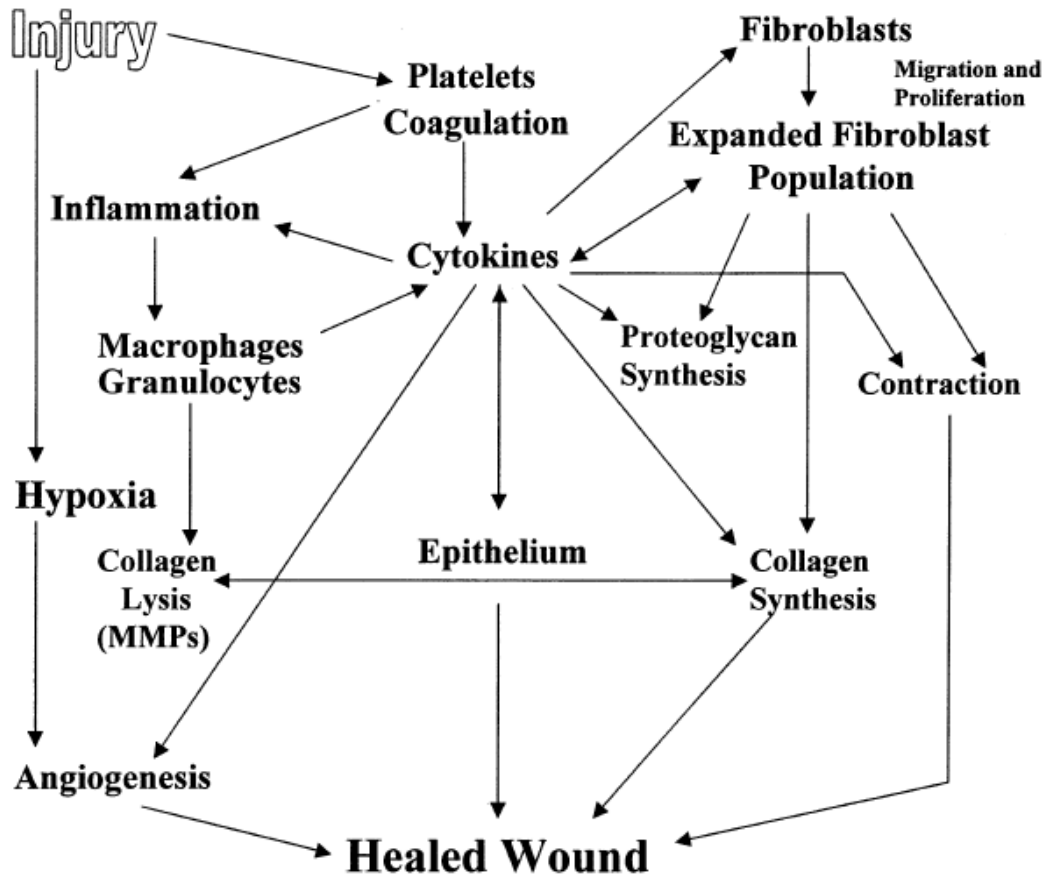 Injury
Fibroblasts
Platelets
Coagulation
Migration and
Proliferation
Expanded Fibroblast
Population
Inflammation
Cytokines
Macrophages
Granulocytes
Proteoglycan
Synthesis
Contraction
Hypoxia
Collagen
Lysis
(MMPs)
Epithelium
Collagen
Synthesis
Angiogenesis
Healed Wound